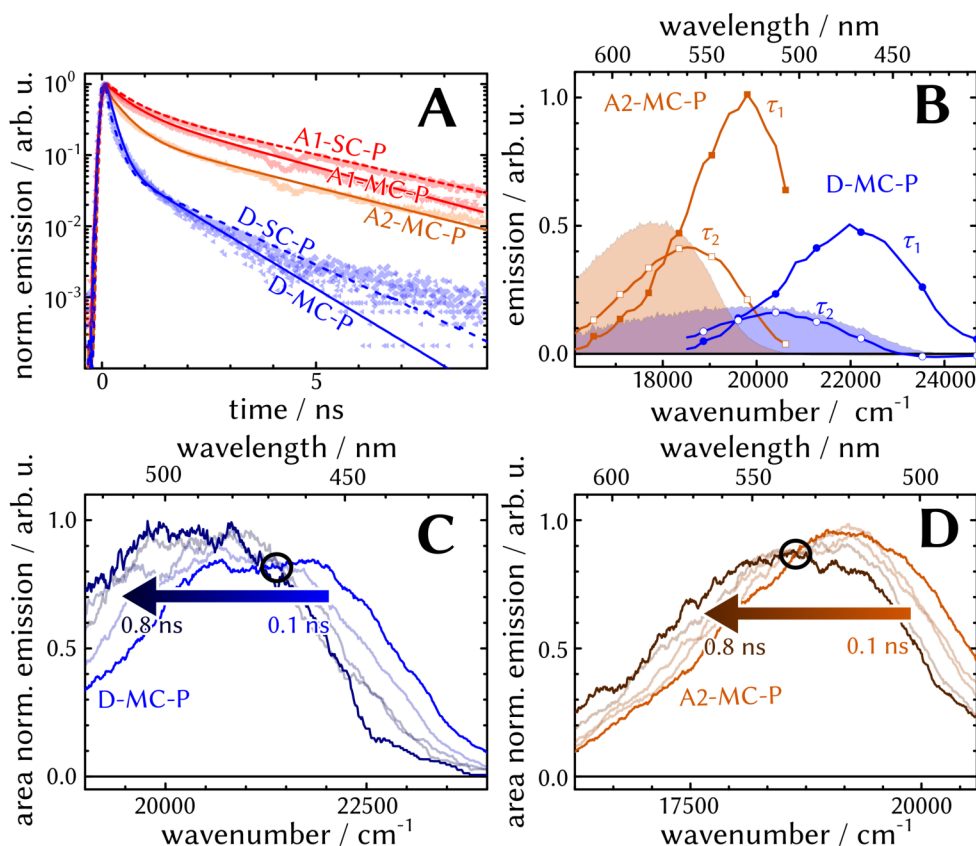 A
norm. emission / arb. u.
10⁰
10⁻¹
10⁻²
10⁻³
A1-SC-P
A1-MC-P
A2-MC-P
D-SC-P
D-MC-P
0
5
time / ns
wavelength / nm
600
550
500
450
B
emission / arb. u.
1.0
0.5
0.0
A2-MC-P
τ₁
D-MC-P
τ₁
τ₂
τ₂
18000
20000
22000
24000
wavenumber / cm⁻¹
wavelength / nm
500
450
C
area norm. emission / arb. u.
1.0
0.5
0.0
0.8 ns
0.1 ns
D-MC-P
20000
22500
wavenumber / cm⁻¹
wavelength / nm
600
550
500
D
area norm. emission / arb. u.
1.0
0.5
0.0
0.8 ns
0.1 ns
A2-MC-P
17500
20000
wavenumber / cm⁻¹